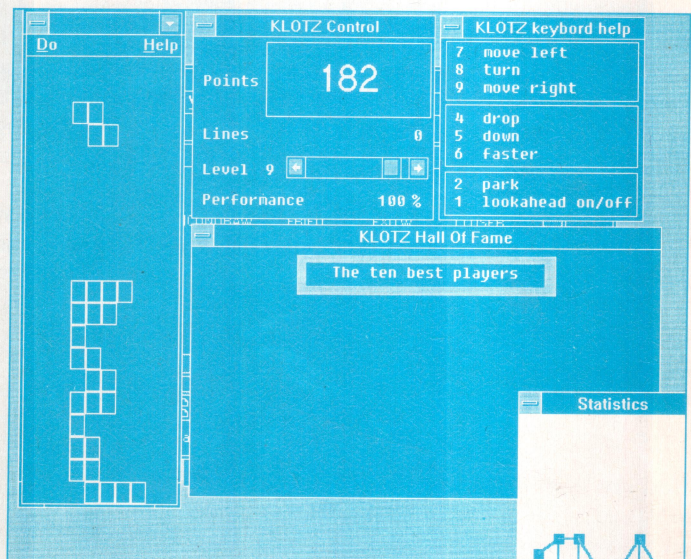 Do Help
KLOTZ Control
Points 182
Lines 0
Level 9
Performance 100 %
KLOTZ keybord help
7 move left
8 turn
9 move right
4 drop
5 down
6 faster
2 park
1 lookahead on/off
KLOTZ Hall Of Fame
The ten best players
Statistics